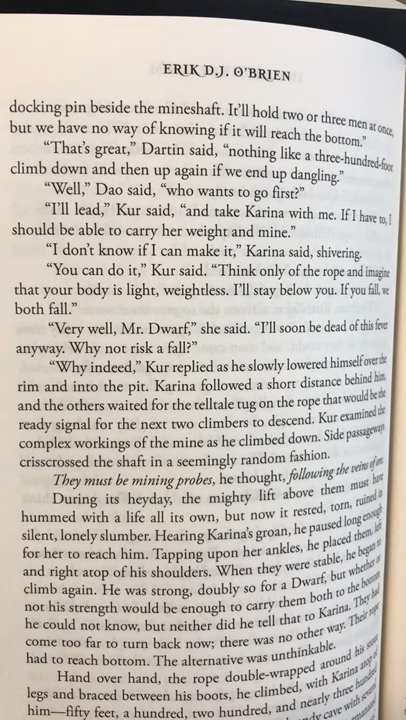 ERIK D.J. O'BRIEN
docking pin beside the mineshaft. It'll hold two or three men at once,
but we have no way of knowing if it will reach the bottom."
"That's great," Dartin said, "nothing like a three-hundred-foot
climb down and then up again if we end up dangling."
"Well," Dao said, "who wants to go first?"
"I'll lead," Kur said, "and take Karina with me. If I have to, I
should be able to carry her weight and mine."
"I don't know if I can make it," Karina said, shivering.
"You can do it," Kur said. "Think only of the rope and imagine
that your body is light, weightless. I'll stay below you. If you fall, we
both fall."
"Very well, Mr. Dwarf," she said. "I'll soon be dead of this fever
anyway. Why not risk a fall?"
"Why indeed," Kur replied as he slowly lowered himself over the
rim and into the pit. Karina followed a short distance behind him,
and the others waited for the telltale tug on the rope that would be the
ready signal for the next two climbers to descend. Kur examined the
complex workings of the mine as he climbed down. Side passageways
crisscrossed the shaft in a seemingly random fashion.
They must be mining probes, he thought, following the veins of ore.
During its heyday, the mighty lift above them must have
hummed with a life all its own, but now it rested, torn, ruined in
silent, lonely slumber. Hearing Karina's groan, he paused long enough
for her to reach him. Tapping upon her ankles, he placed them, left
and right atop of his shoulders. When they were stable, he began to
climb again. He was strong, doubly so for a Dwarf, but whether or
not his strength would be enough to carry them both to the bottom
he could not know, but neither did he tell that to Karina. They had
come too far to turn back now; there was no other way. Their rope
had to reach bottom. The alternative was unthinkable.
Hand over hand, the rope double-wrapped around his
legs and braced between his boots, he climbed, with Karina atop
him—fifty feet, a hundred, two hundred, and nearly three hundred
cave with seven